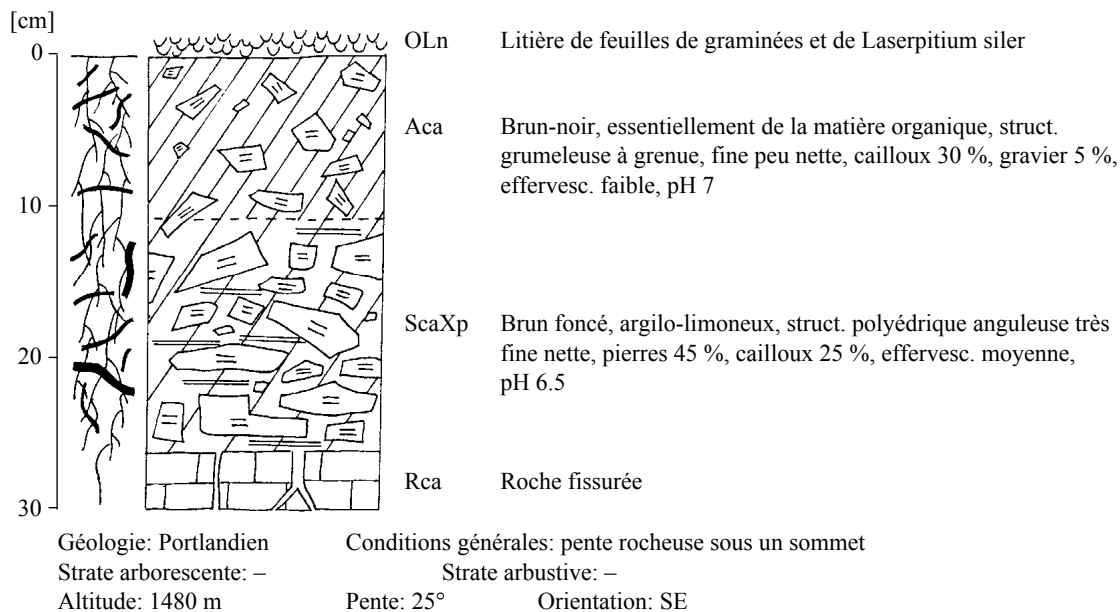 [cm]
0
OLn Litière de feuilles de graminées et de Laserpitium siler
Aca Brun-noir, essentiellement de la matière organique, struct.
grumeleuse à grenue, fine peu nette, cailloux 30 %, gravier 5 %,
effervesc. faible, pH 7
10
ScaXp Brun foncé, argilo-limoneux, struct. polyédrique anguleuse très
fine nette, pierres 45 %, cailloux 25 %, effervesc. moyenne,
pH 6.5
20
Rca Roche fissurée
30
Géologie: Portlandien Conditions générales: pente rocheuse sous un sommet
Strate arborescente: – Strate arbustive: –
Altitude: 1480 m Pente: 25° Orientation: SE